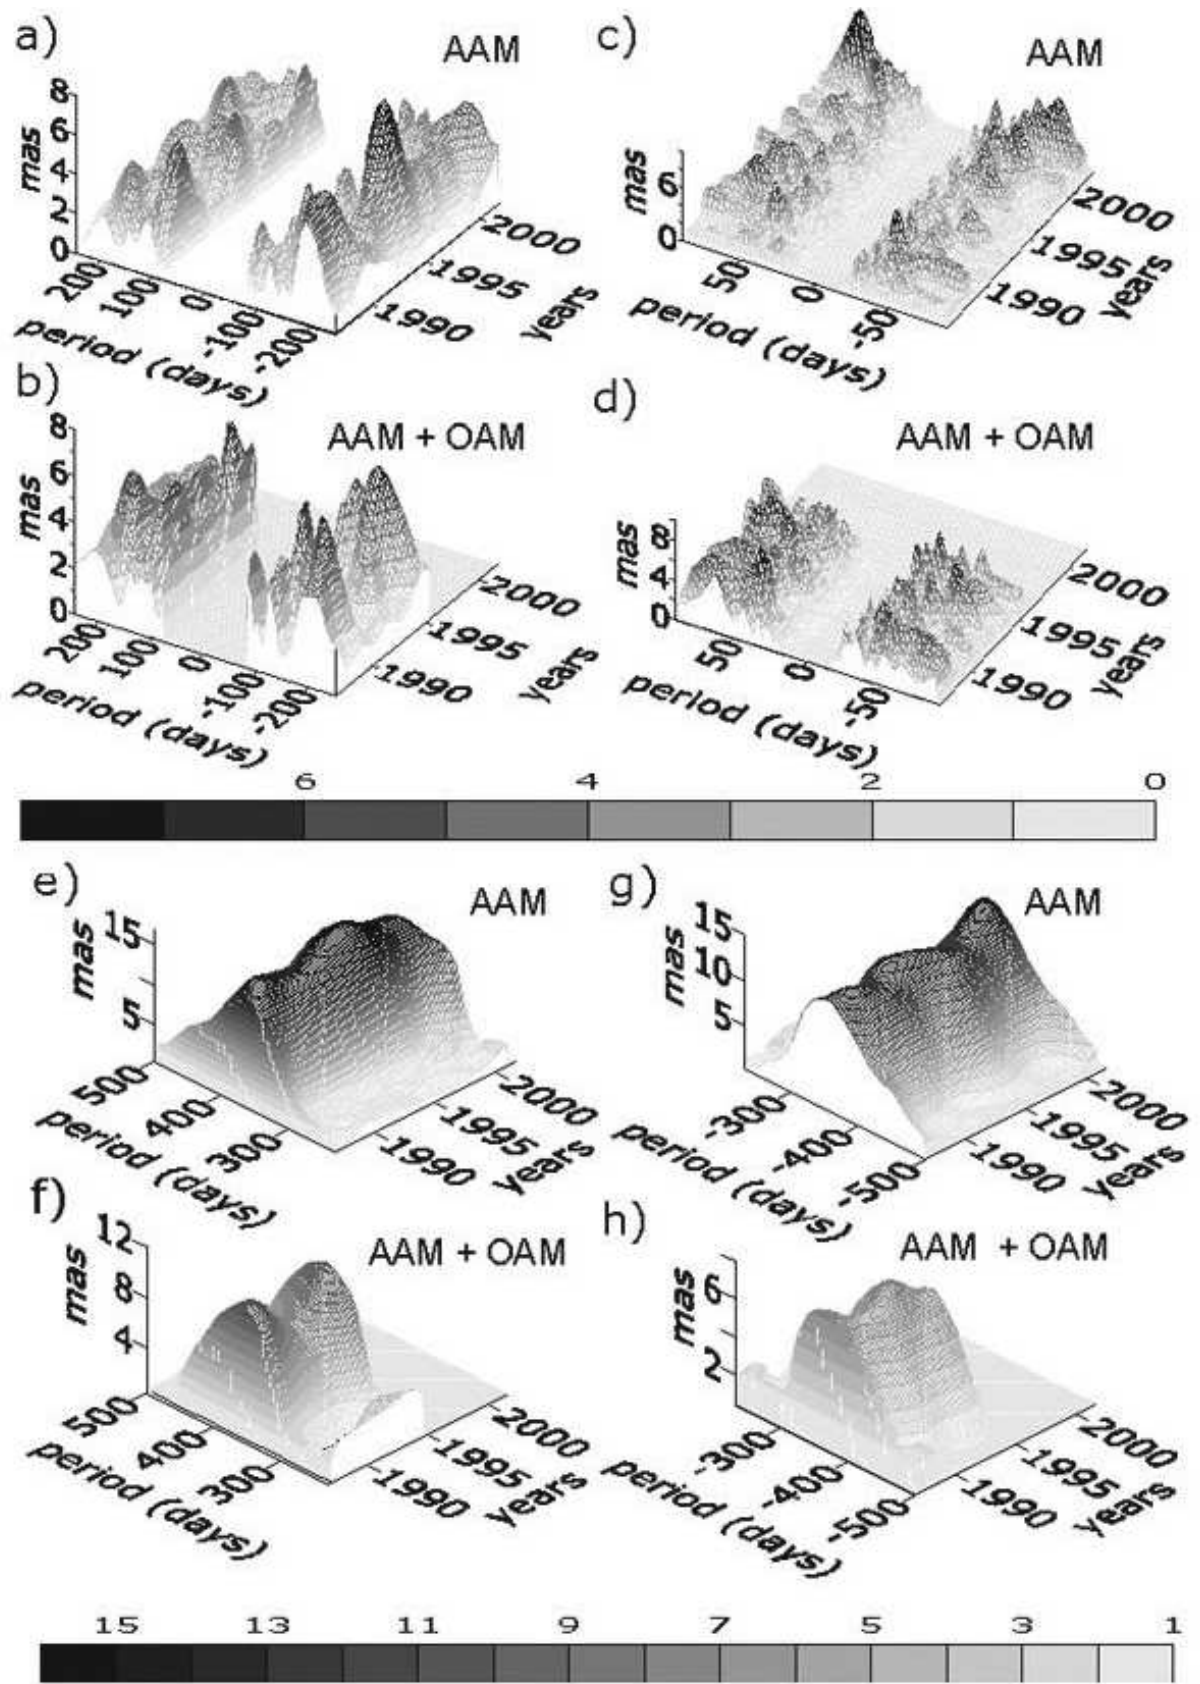 a)
AAM
8
6
4
2
0
mas
200
100
0
-100
-200
period (days)
1990
1995
2000
years
c)
AAM
6
0
mas
50
0
-50
period (days)
1990
1995
2000
years
b)
AAM + OAM
8
6
4
2
0
mas
200
100
0
-100
-200
period (days)
1990
1995
2000
years
d)
AAM + OAM
8
4
0
mas
50
0
-50
period (days)
1990
1995
2000
years
6 4 2 0
e)
AAM
15
5
mas
500
400
300
period (days)
1990
1995
2000
years
g)
AAM
15
10
5
mas
-300
-400
-500
period (days)
1990
1995
2000
years
f)
AAM + OAM
12
8
4
mas
500
400
300
period (days)
1990
1995
2000
years
h)
AAM + OAM
6
2
mas
-300
-400
-500
period (days)
1990
1995
2000
years
15 13 11 9 7 5 3 1